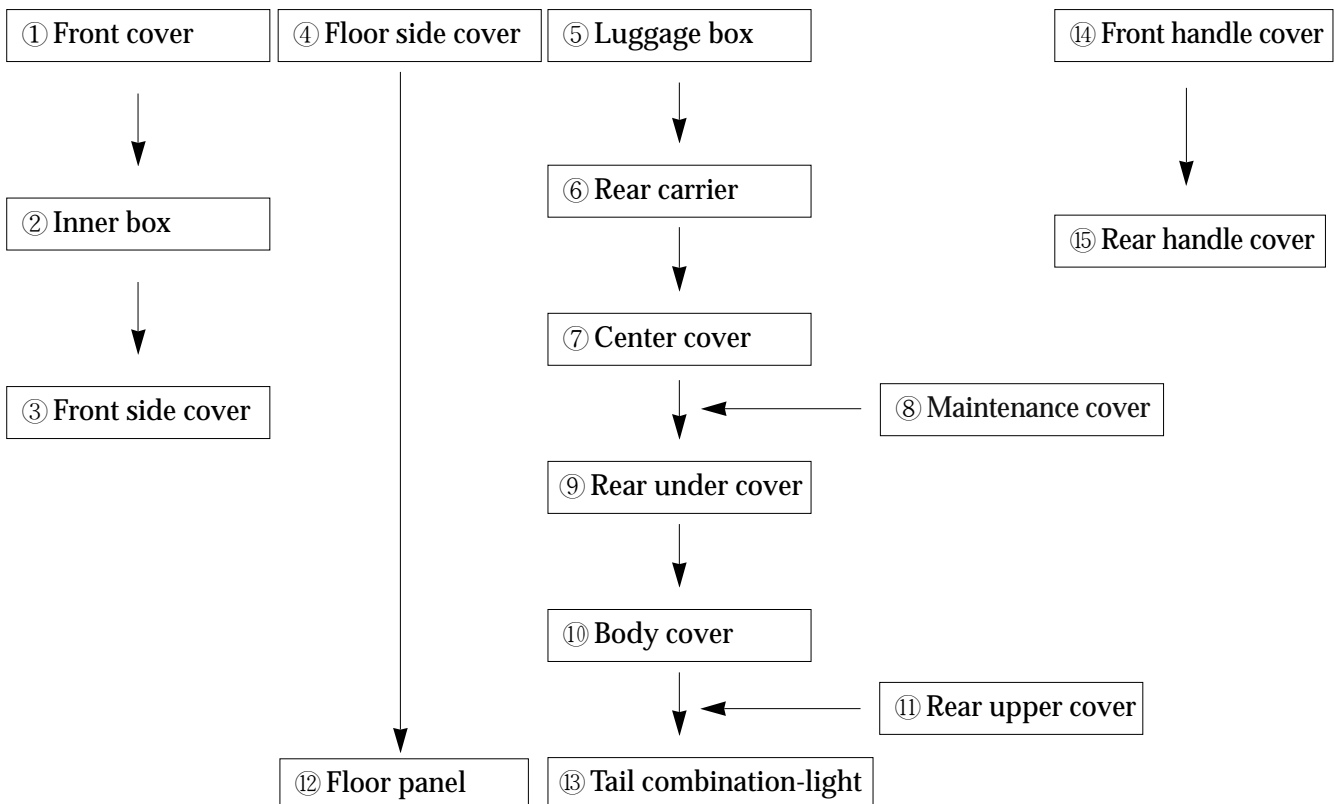 ① Front cover
④ Floor side cover
⑤ Luggage box
⑭ Front handle cover
⑥ Rear carrier
② Inner box
⑮ Rear handle cover
⑦ Center cover
③ Front side cover
⑧ Maintenance cover
⑨ Rear under cover
⑩ Body cover
⑪ Rear upper cover
⑫ Floor panel
⑬ Tail combination-light